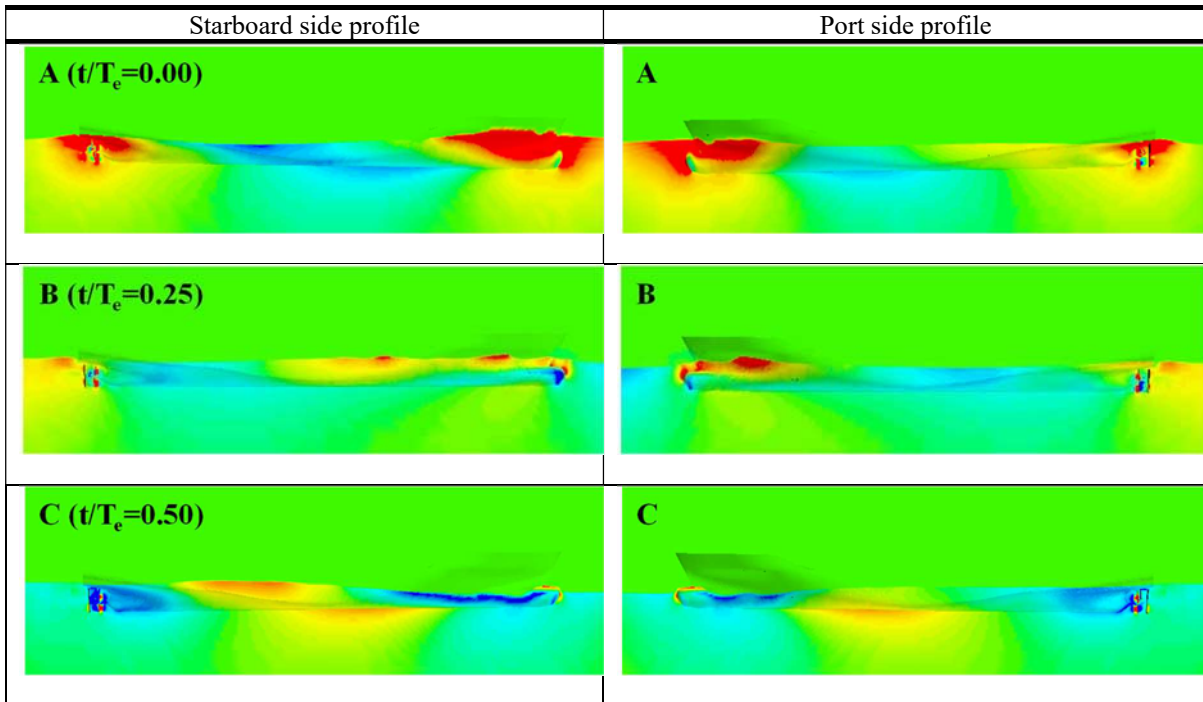 Starboard side profile
Port side profile
A (t/Te=0.00)
A
B (t/Te=0.25)
B
C (t/Te=0.50)
C